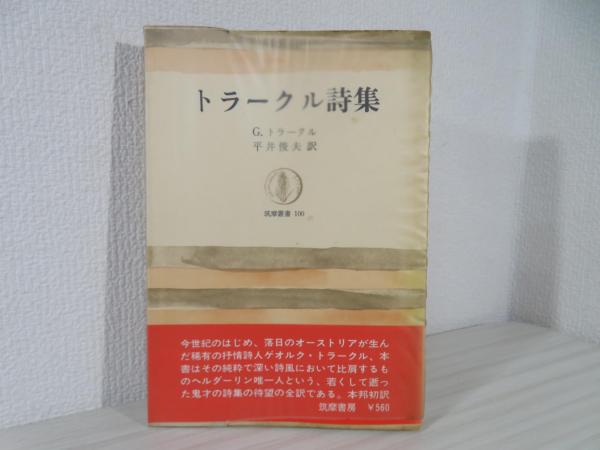 トラークル詩集
G. トラークル
平井俊夫訳
筑摩叢書 100
今世紀のはじめ、落日のオーストリアが生ん
だ稀有の抒情詩人ゲオルク・トラークル、本
書はその純粋で深い詩風において比肩するも
のヘルダーリン唯一人という、若くして逝っ
た鬼才の詩集の待望の全訳である。本邦初訳
筑摩書房 ￥560